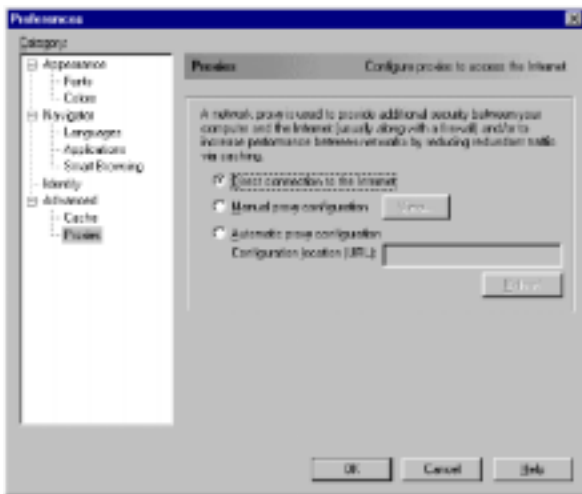 Preferences
Category:
Appearance
Fonts
Colors
Navigator
Languages
Applications
Smart Browsing
Identity
Advanced
Cache
Proxies
Proxies
Configure proxies to access the Internet
A network proxy is used to provide additional security between your
computer and the Internet (usually along with a firewall) and/or to
increase performance between networks by reducing redundant traffic
via caching.
Direct connection to the Internet
Manual proxy configuration
View...
Automatic proxy configuration
Configuration location (URL):
Reload
OK
Cancel
Help